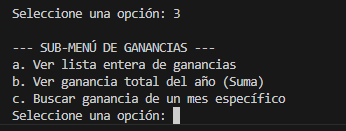 Seleccione una opción: 3
--- SUB-MENÚ DE GANANCIAS ---
a. Ver lista entera de ganancias
b. Ver ganancia total del año (Suma)
c. Buscar ganancia de un mes específico
Seleccione una opción: